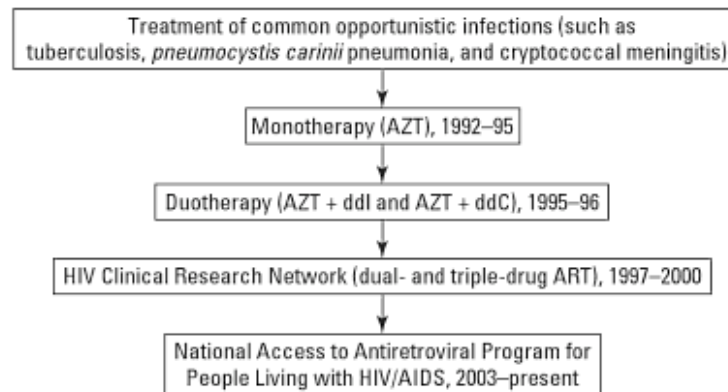 Treatment of common opportunistic infections (such as
tuberculosis, pneumocystis carinii pneumonia, and cryptococcal meningitis)
Monotherapy (AZT), 1992–95
Duotherapy (AZT + ddI and AZT + ddC), 1995–96
HIV Clinical Research Network (dual- and triple-drug ART), 1997–2000
National Access to Antiretroviral Program for
People Living with HIV/AIDS, 2003–present